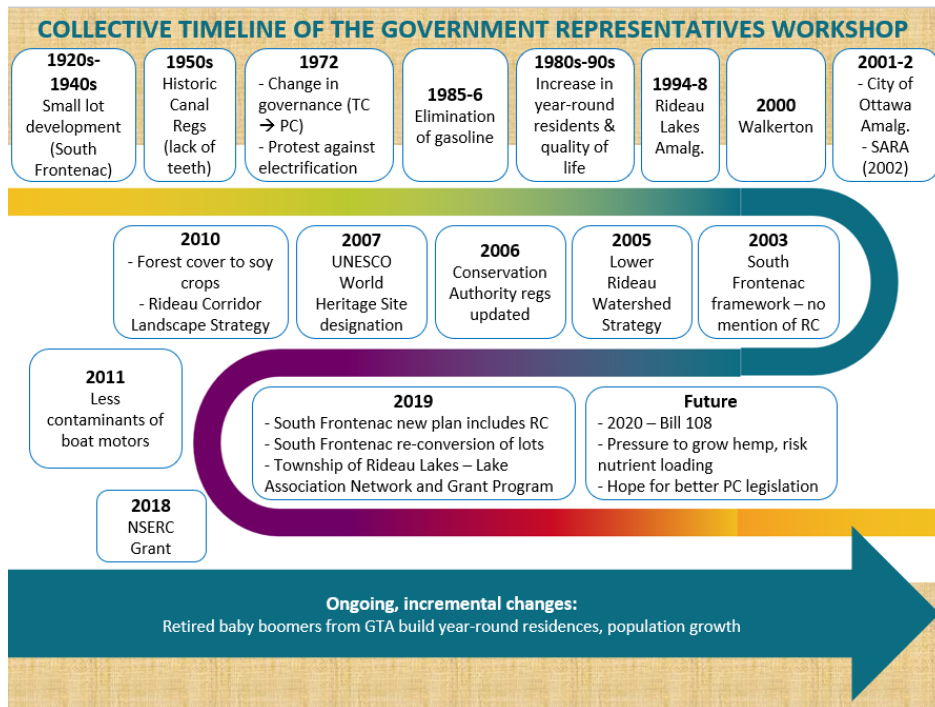 COLLECTIVE TIMELINE OF THE GOVERNMENT REPRESENTATIVES WORKSHOP
1920s-
1940s
Small lot
development
(South
Frontenac)
1950s
Historic
Canal
Regs
(lack of
teeth)
1972
- Change in
governance (TC
→ PC)
- Protest against
electrification
1985-6
Elimination
of gasoline
1980s-90s
Increase in
year-round
residents &
quality of
life
1994-8
Rideau
Lakes
Amalg.
2000
Walkerton
2001-2
- City of
Ottawa
Amalg.
- SARA
(2002)
2010
- Forest cover to soy
crops
- Rideau Corridor
Landscape Strategy
2007
UNESCO
World
Heritage Site
designation
2006
Conservation
Authority regs
updated
2005
Lower
Rideau
Watershed
Strategy
2003
South
Frontenac
framework – no
mention of RC
2011
Less
contaminants of
boat motors
2018
NSERC
Grant
2019
- South Frontenac new plan includes RC
- South Frontenac re-conversion of lots
- Township of Rideau Lakes – Lake
Association Network and Grant Program
Future
- 2020 – Bill 108
- Pressure to grow hemp, risk
nutrient loading
- Hope for better PC legislation
Ongoing, incremental changes:
Retired baby boomers from GTA build year-round residences, population growth